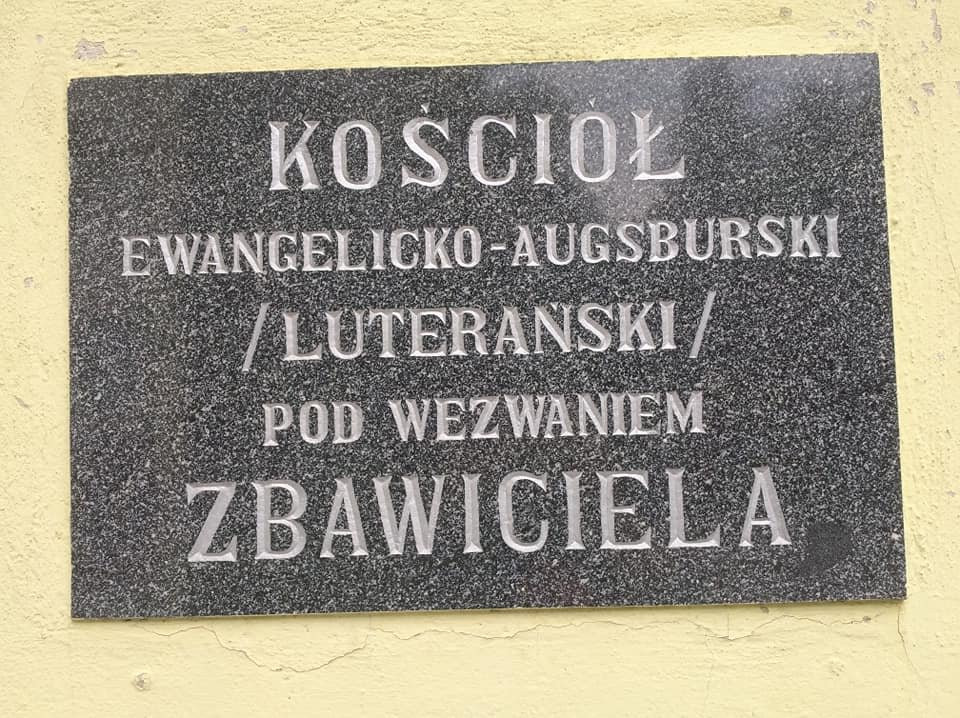 KOŚCIÓŁ
EWANGELICKO-AUGSBURSKI
/LUTERAŃSKI/
POD WEZWANIEM
ZBAWICIELA